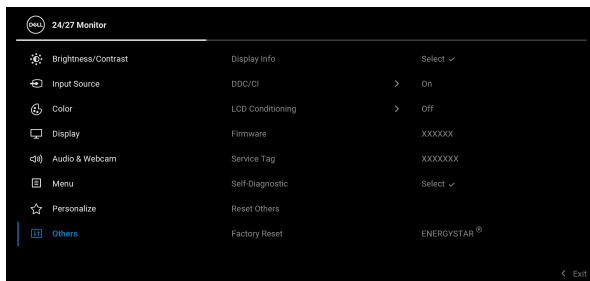 DELL 24/27 Monitor
Brightness/Contrast Display Info Select ✓
Input Source DDC/CI > On
Color LCD Conditioning > Off
Display Firmware XXXXXX
Audio & Webcam Service Tag XXXXXXX
Menu Self-Diagnostic Select ✓
Personalize Reset Others
Others Factory Reset ENERGYSTAR ®
< Exit